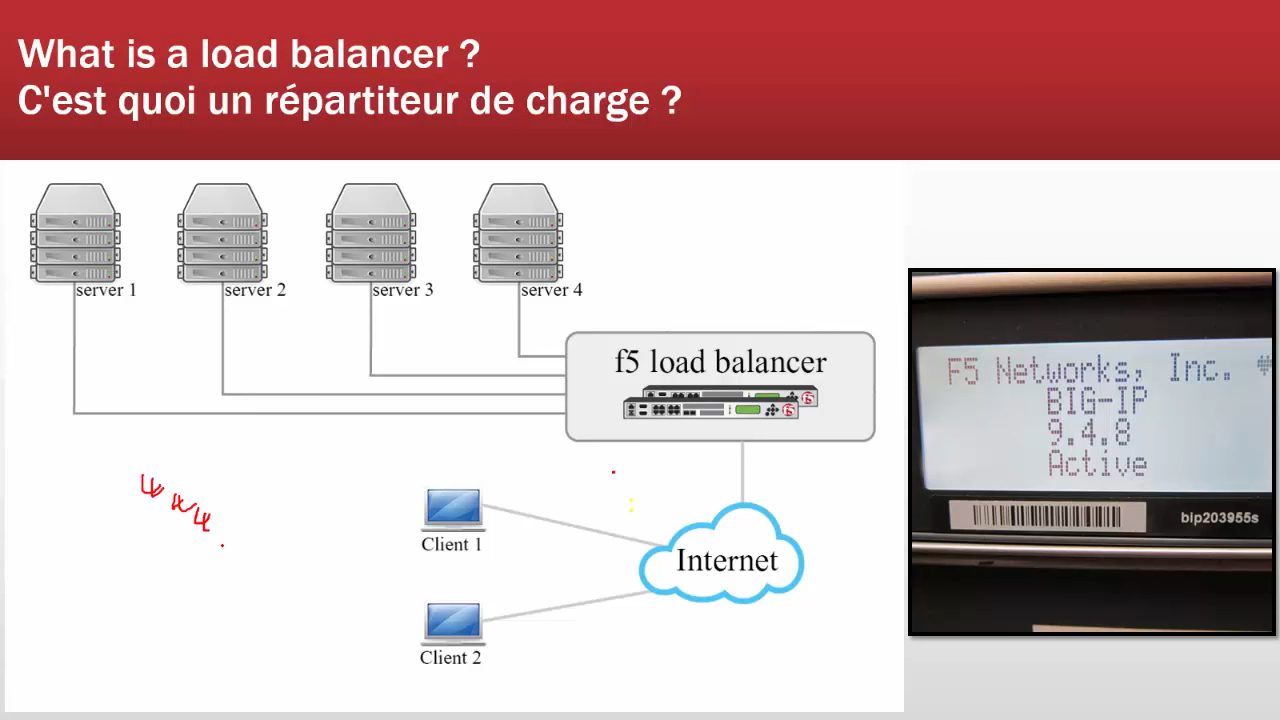 What is a load balancer ?
C'est quoi un répartiteur de charge ?
server 1
server 2
server 3
server 4
f5 load balancer
Internet
Client 1
Client 2
F5 Networks, Inc.
BIG-IP
9.4.8
Active
bip203955s